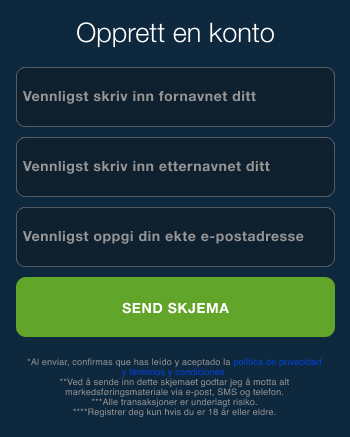 Opprett en konto
Vennligst skriv inn fornavnet ditt
Vennligst skriv inn etternavnet ditt
Vennligst oppgi din ekte e-postadresse
SEND SKJEMA
*Al enviar, confirmas que has leído y aceptado la política de privacidad
y términos y condiciones.
**Ved å sende inn dette skjemaet godtar jeg å motta alt
markedsføringsmateriale via e-post, SMS og telefon.
***Alle transaksjoner er underlagt risiko.
****Registrer deg kun hvis du er 18 år eller eldre.